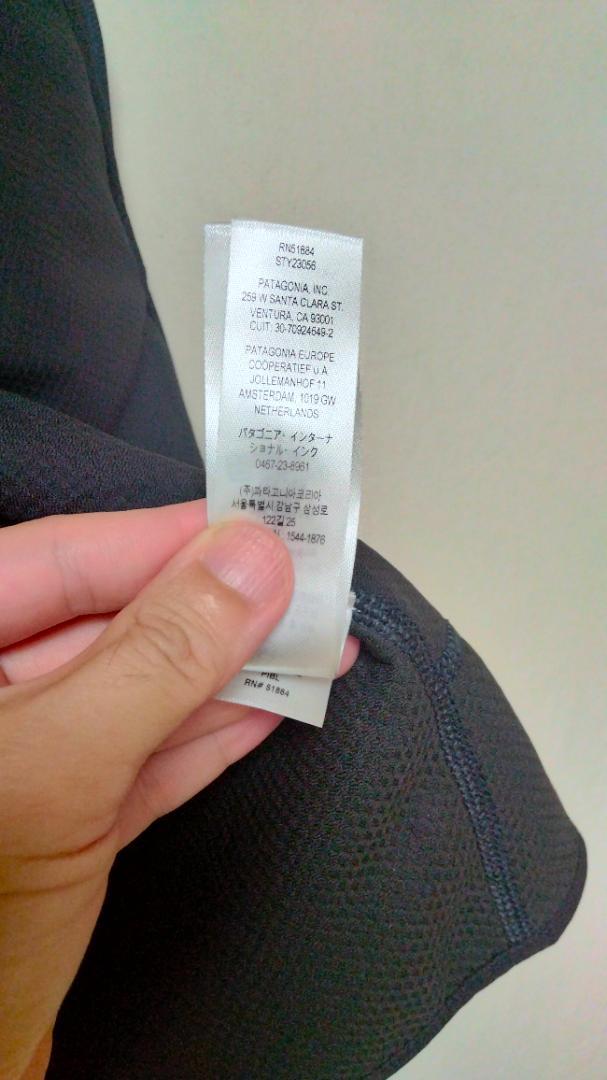 RN51884
STY23056
PATAGONIA, INC.
259 W SANTA CLARA ST.
VENTURA, CA 93001
CUIT: 30-70924649-2
PATAGONIA EUROPE
COOPERATIEF u.A
JOLLEMANHOF 11
AMSTERDAM, 1019 GW
NETHERLANDS
パタゴニア・インターナ
ショナル・インク
0467-23-8961
(주)파타고니아코리아
서울특별시 강남구 삼성로
122길 25
: 1544-1876
PIBL
RN# 51884